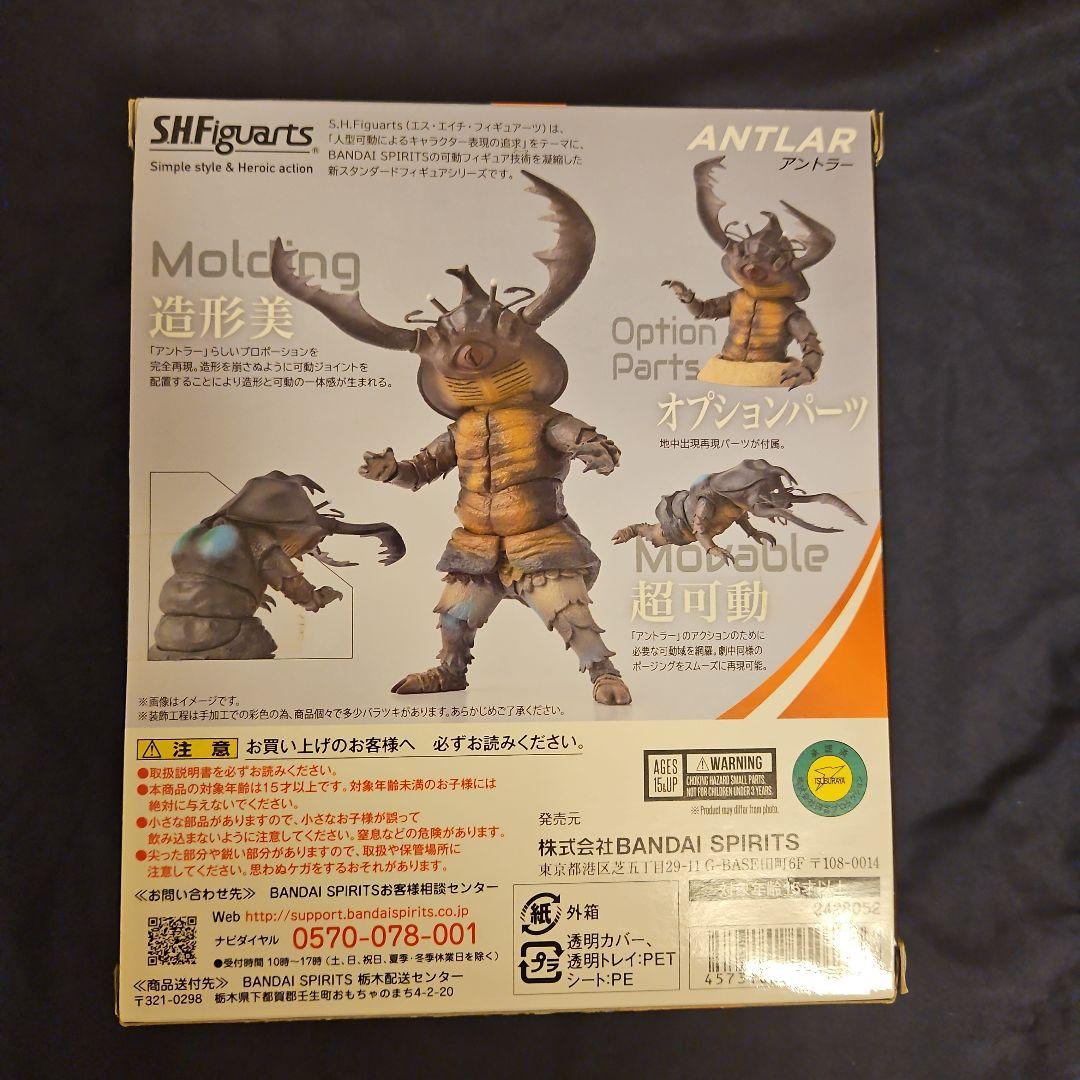 S.H.Figuarts®
Simple style & Heroic action
S.H.Figuarts（エス・エイチ・フィギュアーツ）は、
「人型可動によるキャラクター表現の追求」をテーマに、
BANDAI SPIRITSの可動フィギュア技術を凝縮した
新スタンダードフィギュアシリーズです。
ANTLAR
アントラー
Molding
造形美
「アントラー」らしいプロポーションを
完全再現。造形を崩さぬように可動ジョイントを
配置することにより造形と可動の一体感が生まれる。
Option
Parts
オプションパーツ
地中出現再現パーツが付属。
Movable
超可動
「アントラー」のアクションのために
必要な可動域を網羅。劇中同様の
ポージングをスムーズに再現可能。
※画像はイメージです。
※装飾工程は手加工での彩色の為、商品個々で多少バラツキがあります。あらかじめご了承ください。
注意 お買い上げのお客様へ 必ずお読みください。
●取扱説明書を必ずお読みください。
●本商品の対象年齢は15才以上です。対象年齢未満のお子様には
絶対に与えないでください。
●小さな部品がありますので、小さなお子様が誤って
飲み込まないように注意してください。窒息などの危険があります。
●尖った部分や鋭い部分がありますので、取扱や保管場所に
注意してください。思わぬケガをするおそれがあります。
≪お問い合わせ先≫ BANDAI SPIRITSお客様相談センター
Web http://support.bandaispirits.co.jp
ナビダイヤル 0570-078-001
●受付時間 10時～17時（土、日、祝日、夏季・冬季休業日を除く）
≪商品送付先≫ BANDAI SPIRITS 栃木配送センター
〒321-0298 栃木県下都賀郡壬生町おもちゃのまち4-2-20
AGES
15&UP
WARNING
CHOKING HAZARD SMALL PARTS.
NOT FOR CHILDREN UNDER 3 YEARS.
※ Product may differ from photo.
TSUBURAYA
発売元
株式会社BANDAI SPIRITS
東京都港区芝五丁目29-11 G-BASE田町6F 〒108-0014
紙 外箱
プラ 透明カバー、
透明トレイ:PET
シート:PE
対象年齢15才以上
2428052